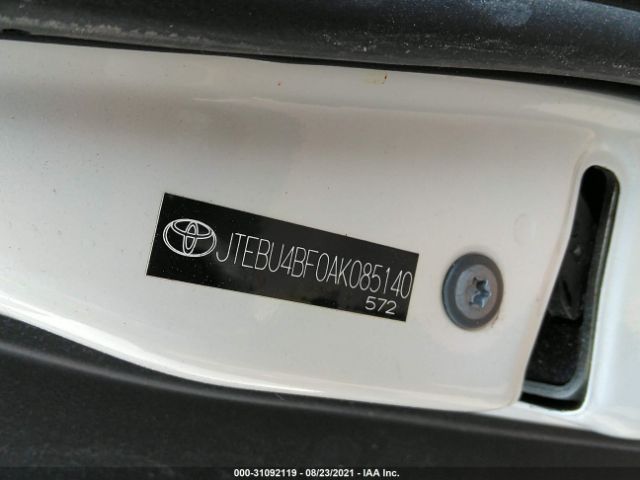 JTEBU4BF0AK085140
572
000-31092119 - 08/23/2021 - IAA Inc.